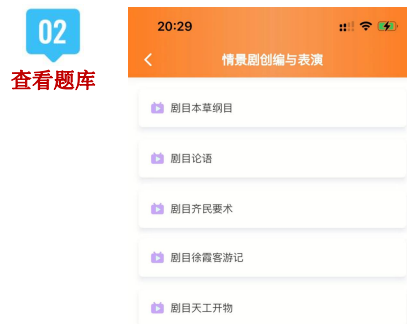 02
查看题库
20:29
情景剧创编与表演
剧目本草纲目
剧目论语
剧目齐民要术
剧目徐霞客游记
剧目天工开物